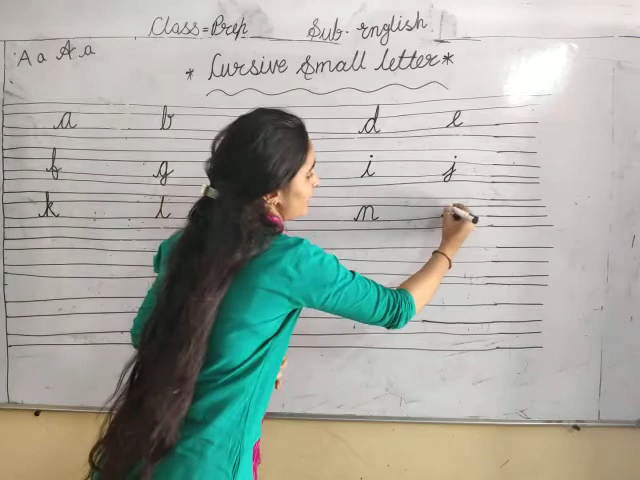 Class=Prep Sub- English
Aa Aa
* Cursive Small letter *
a b d e
f g i j
k l n